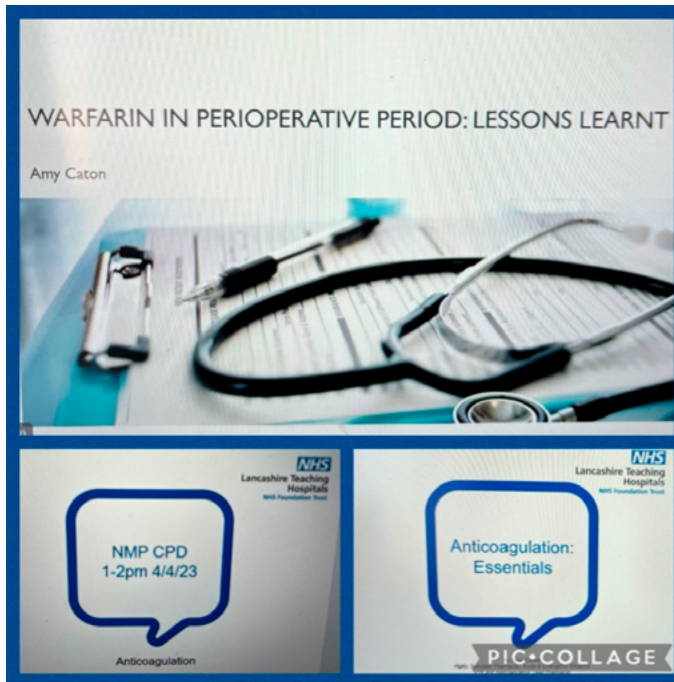 WARFARIN IN PERIOPERATIVE PERIOD: LESSONS LEARNT
Amy Caton
NHS
Lancashire Teaching
Hospitals
NHS Foundation Trust
NMP CPD
1-2pm 4/4/23
Anticoagulation
NHS
Lancashire Teaching
Hospitals
NHS Foundation Trust
Anticoagulation:
Essentials
PIC•COLLAGE